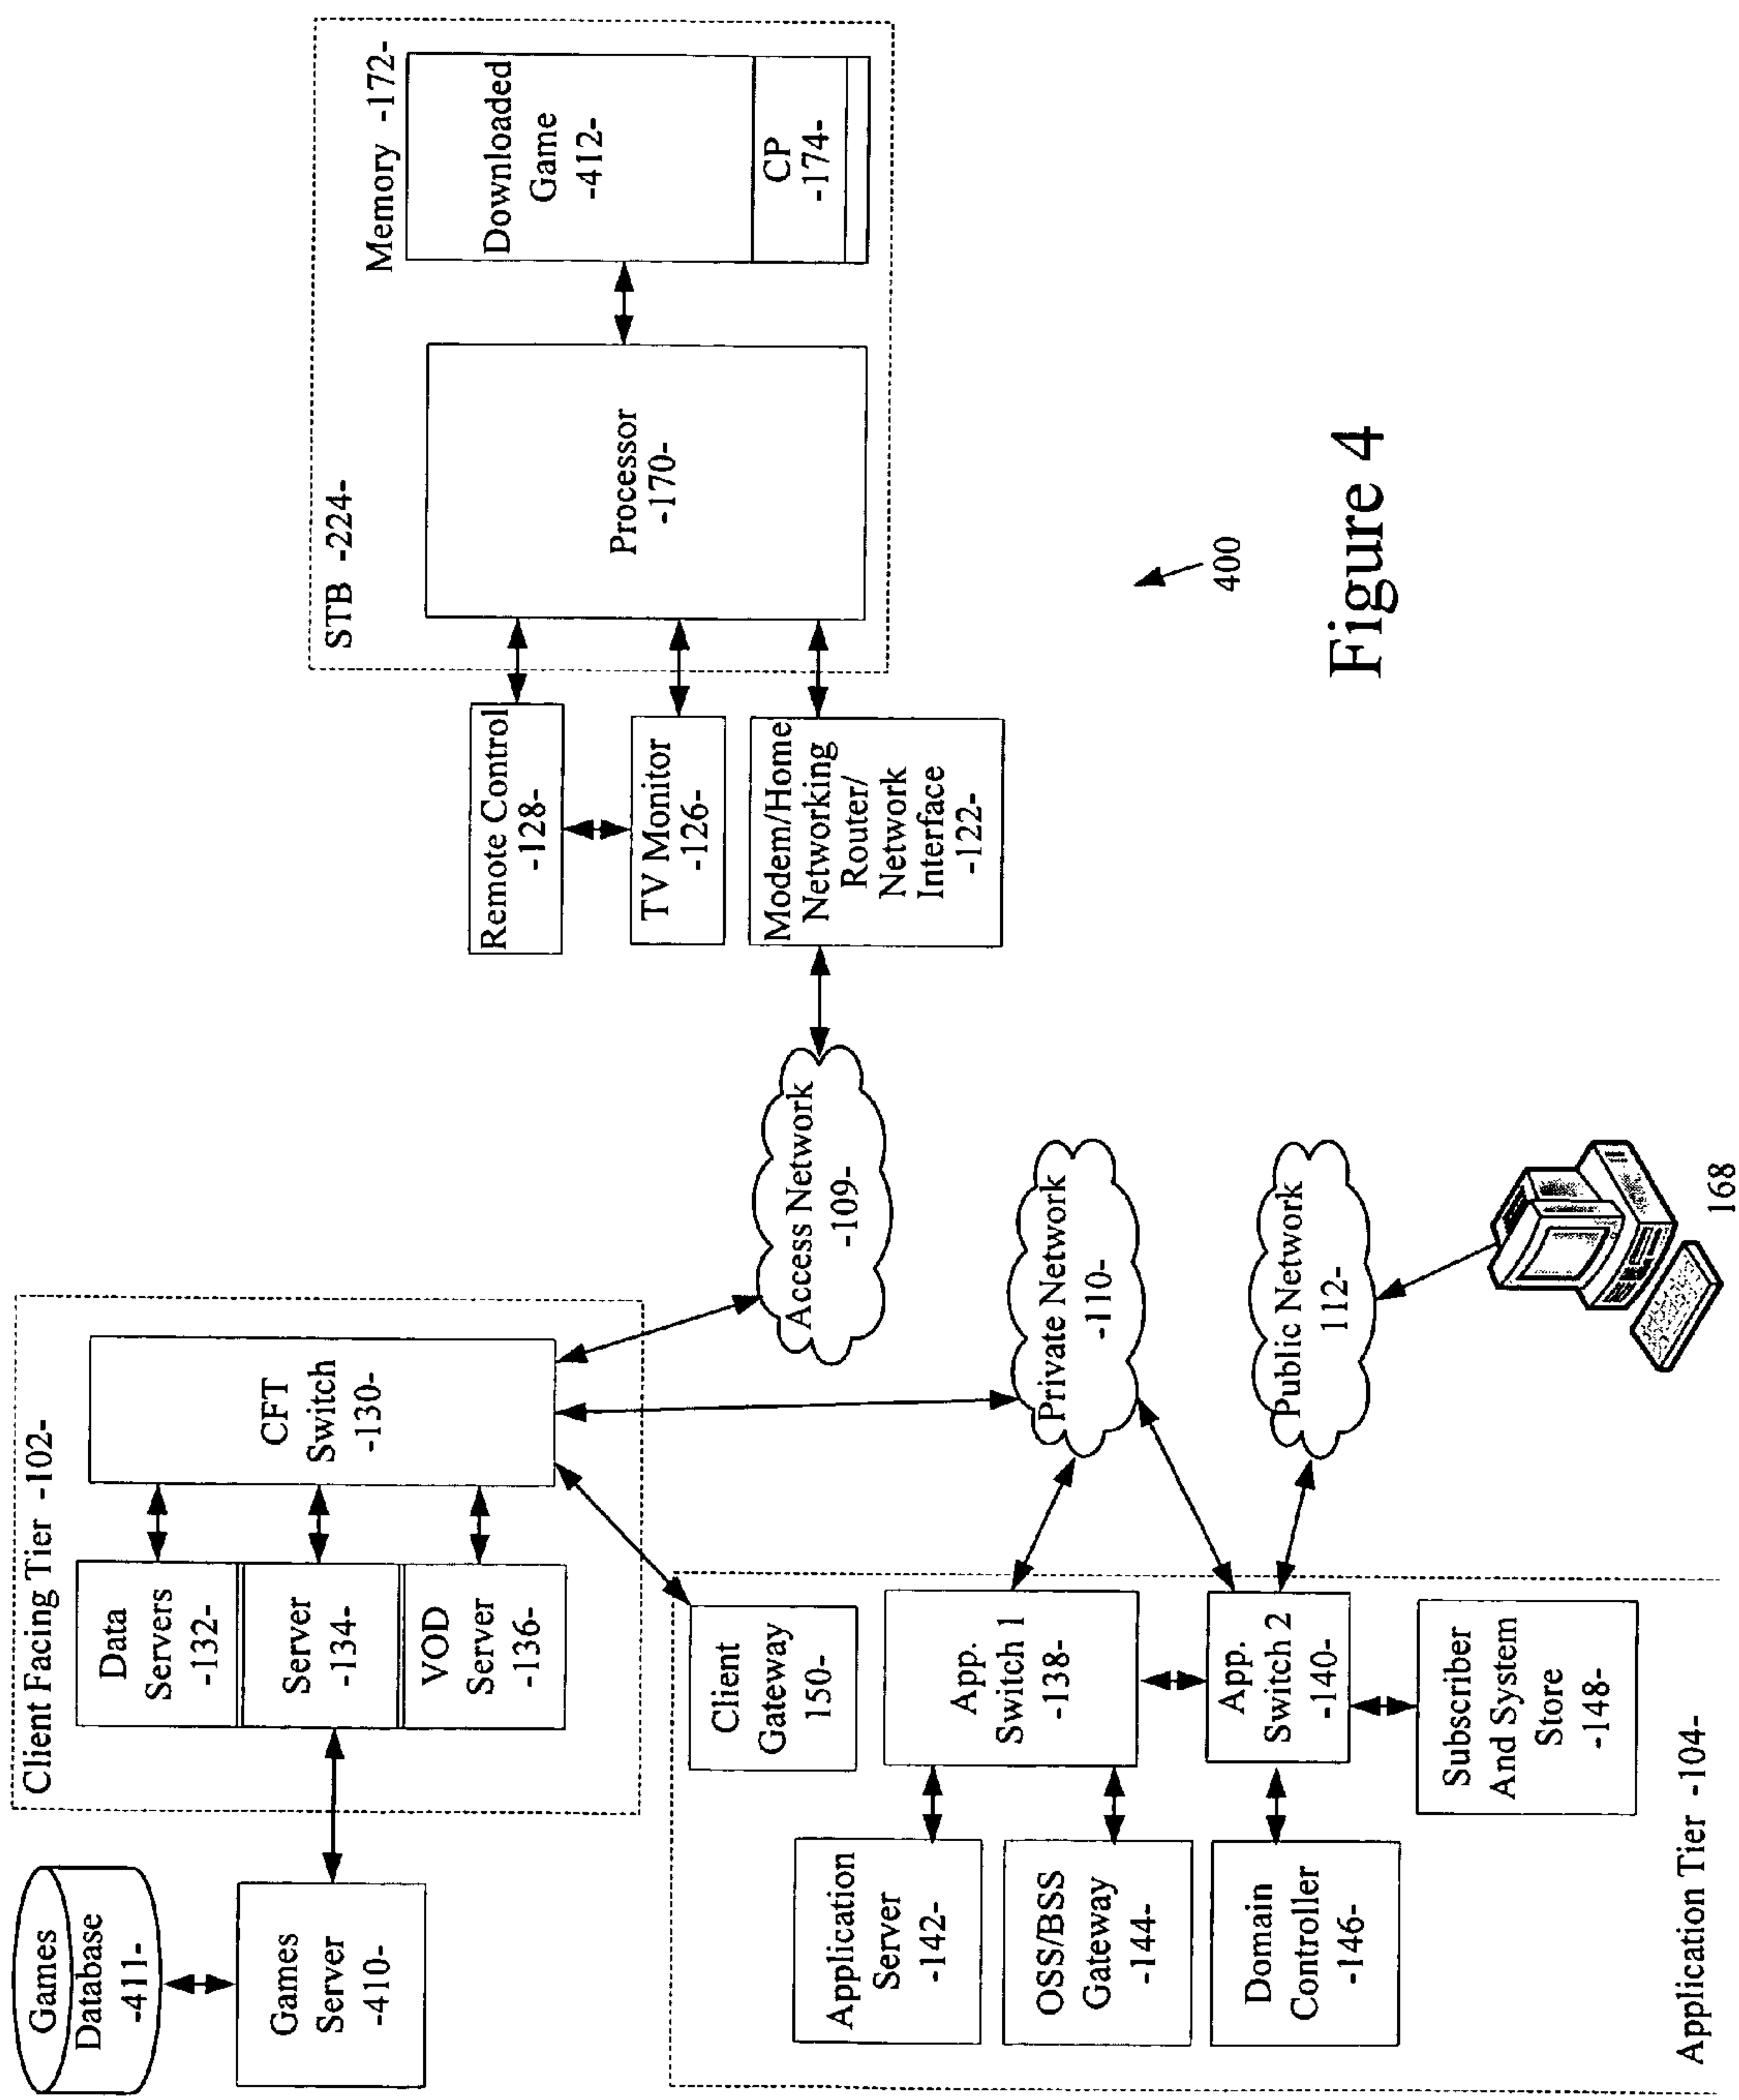 Games
Database
-411-
Games
Server
-410-
Client Facing Tier -102-
Data
Servers
-132-
Server
-134-
VOD
Server
-136-
CFT
Switch
-130-
Client
Gateway
150-
Application
Server
-142-
OSS/BSS
Gateway
-144-
Domain
Controller
-146-
App.
Switch 1
-138-
App.
Switch 2
-140-
Subscriber
And System
Store
-148-
Application Tier -104-
Access Network
-109-
Private Network
-110-
Public Network
112-
168
Remote Control
-128-
TV Monitor
-126-
Modem/Home
Networking
Router/
Network
Interface
-122-
STB -224-
Processor
-170-
Memory -172-
Downloaded
Game
-412-
CP
-174-
400
Figure 4